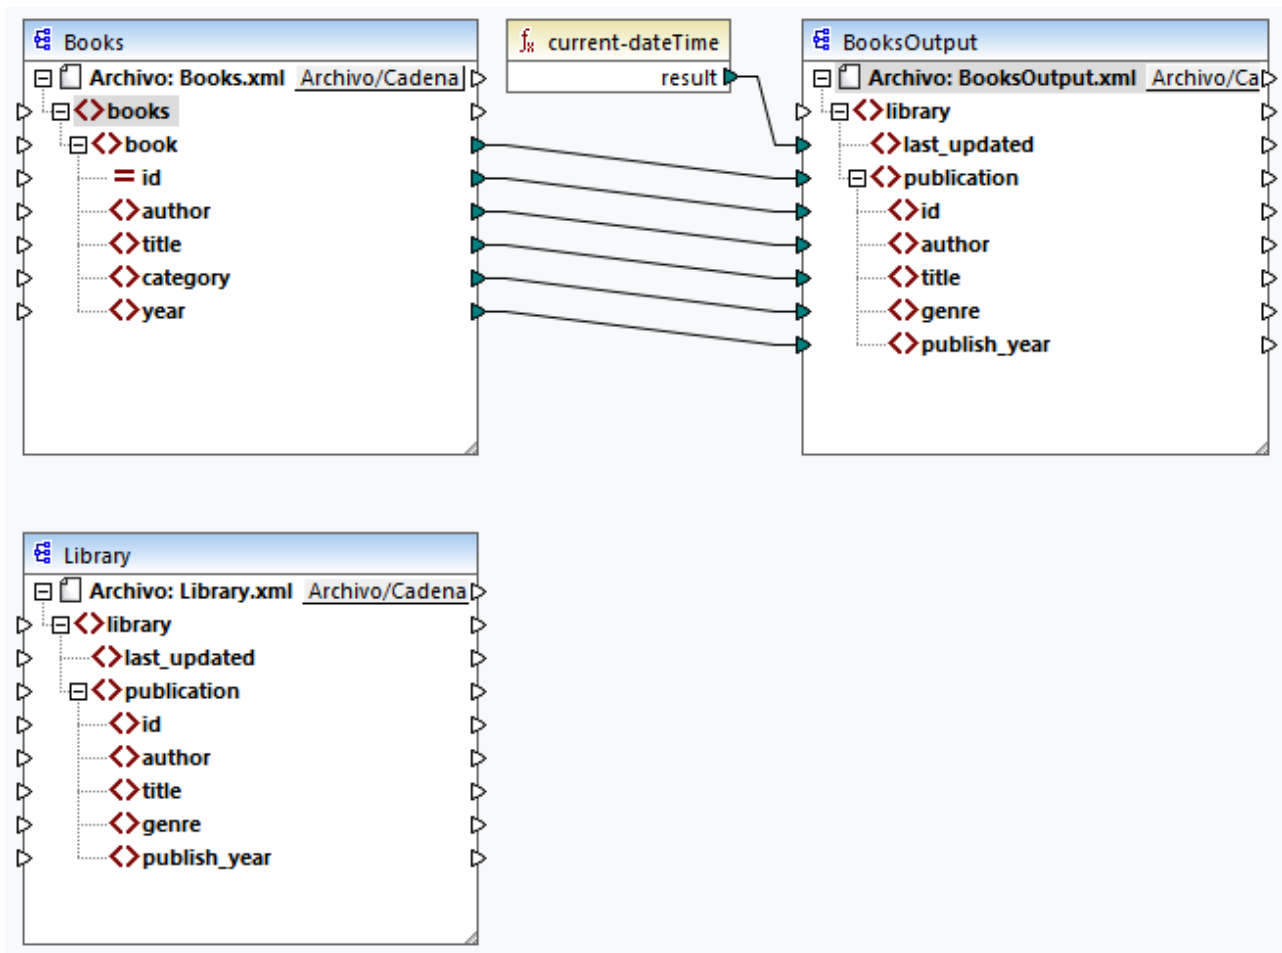 Books
Archivo: Books.xml Archivo/Cadena
books
book
id
author
title
category
year
fx current-dateTime
result
BooksOutput
Archivo: BooksOutput.xml Archivo/Ca
library
last_updated
publication
id
author
title
genre
publish_year
Library
Archivo: Library.xml Archivo/Cadena
library
last_updated
publication
id
author
title
genre
publish_year